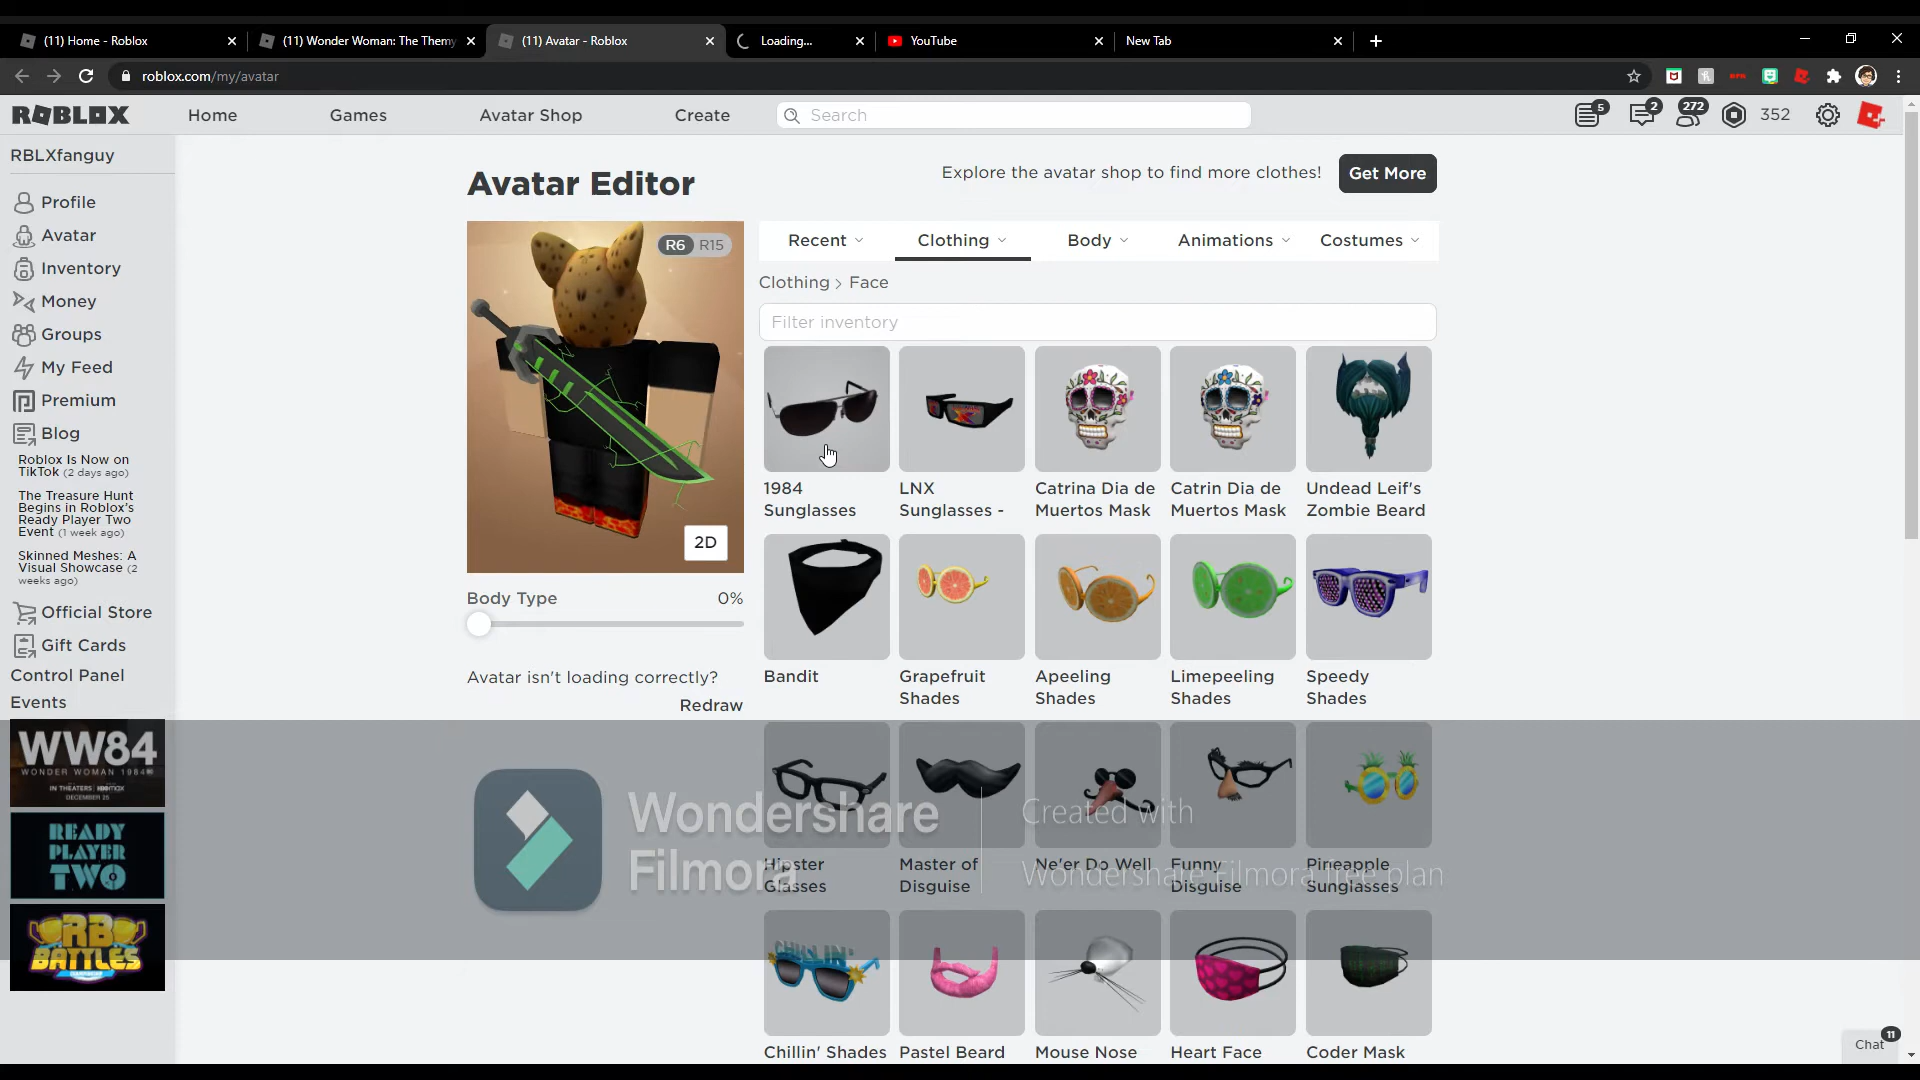 (11) Home - Roblox
(11) Wonder Woman: The Themy
(11) Avatar - Roblox
Loading...
YouTube
New Tab
roblox.com/my/avatar
ROBLOX
Home
Games
Avatar Shop
Create
Search
5
2
272
352
RBLXfanguy
Profile
Avatar
Inventory
Money
Groups
My Feed
Premium
Blog
Roblox Is Now on
TikTok (2 days ago)
The Treasure Hunt
Begins in Roblox's
Ready Player Two
Event (1 week ago)
Skinned Meshes: A
Visual Showcase (2
weeks ago)
Official Store
Gift Cards
Control Panel
Events
WW84
WONDER WOMAN 1984
IN THEATERS HBOmax
DECEMBER 25
READY
PLAYER
TWO
RB
BATTLES
Avatar Editor
Explore the avatar shop to find more clothes!
Get More
R6 R15
2D
Body Type 0%
Avatar isn't loading correctly?
Redraw
Recent
Clothing
Body
Animations
Costumes
Clothing > Face
Filter inventory
1984
Sunglasses
LNX
Sunglasses -
Catrina Dia de
Muertos Mask
Catrin Dia de
Muertos Mask
Undead Leif's
Zombie Beard
Bandit
Grapefruit
Shades
Apeeling
Shades
Limepeeling
Shades
Speedy
Shades
Hipster
Glasses
Master of
Disguise
Ne'er Do Well
Funny
Disguise
Pineapple
Sunglasses
CHILLIN'
Chillin' Shades
Pastel Beard
Mouse Nose
Heart Face
Coder Mask
Wondershare
Filmora
Created with
Wondershare Filmora free plan
Chat
11